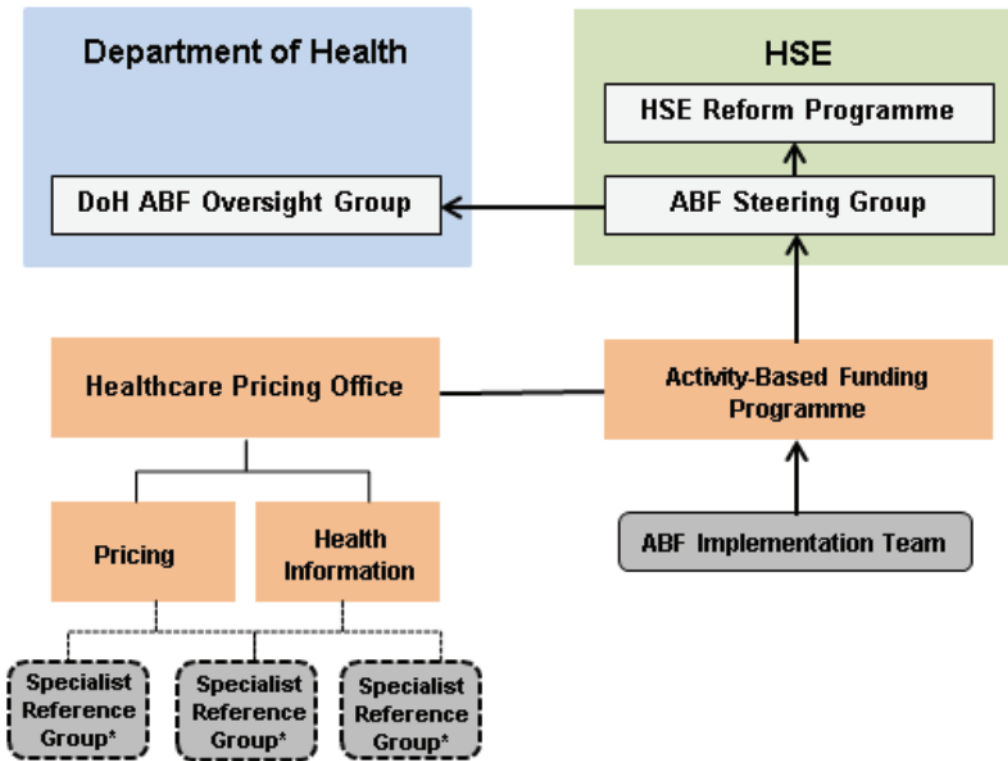 Department of Health
HSE
HSE Reform Programme
DoH ABF Oversight Group
ABF Steering Group
Healthcare Pricing Office
Activity-Based Funding
Programme
Pricing
Health
Information
ABF Implementation Team
Specialist
Reference
Group*
Specialist
Reference
Group*
Specialist
Reference
Group*